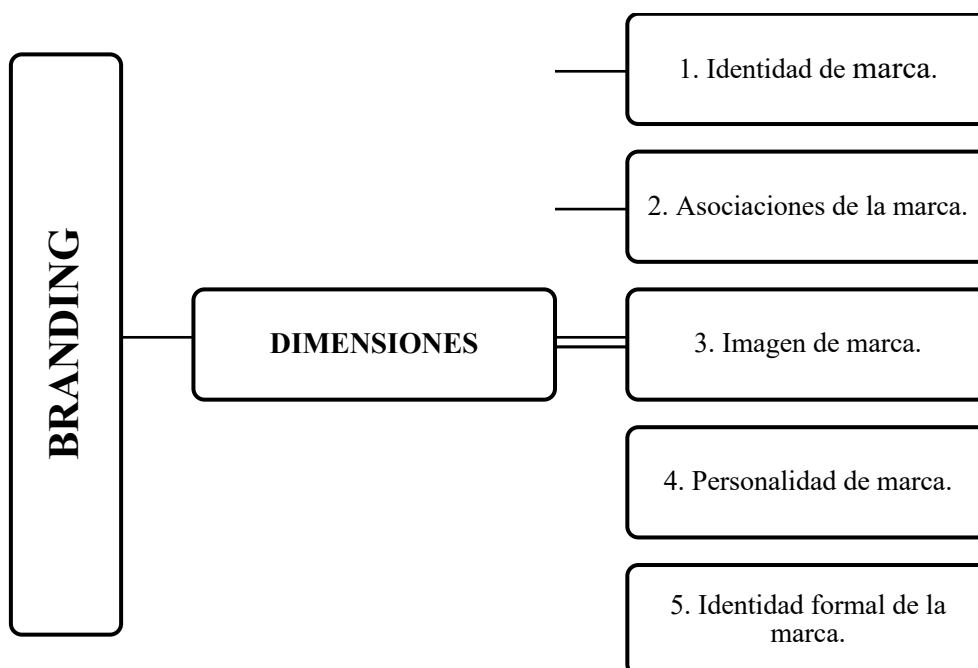 BRANDING
DIMENSIONES
1. Identidad de marca.
2. Asociaciones de la marca.
3. Imagen de marca.
4. Personalidad de marca.
5. Identidad formal de la
marca.